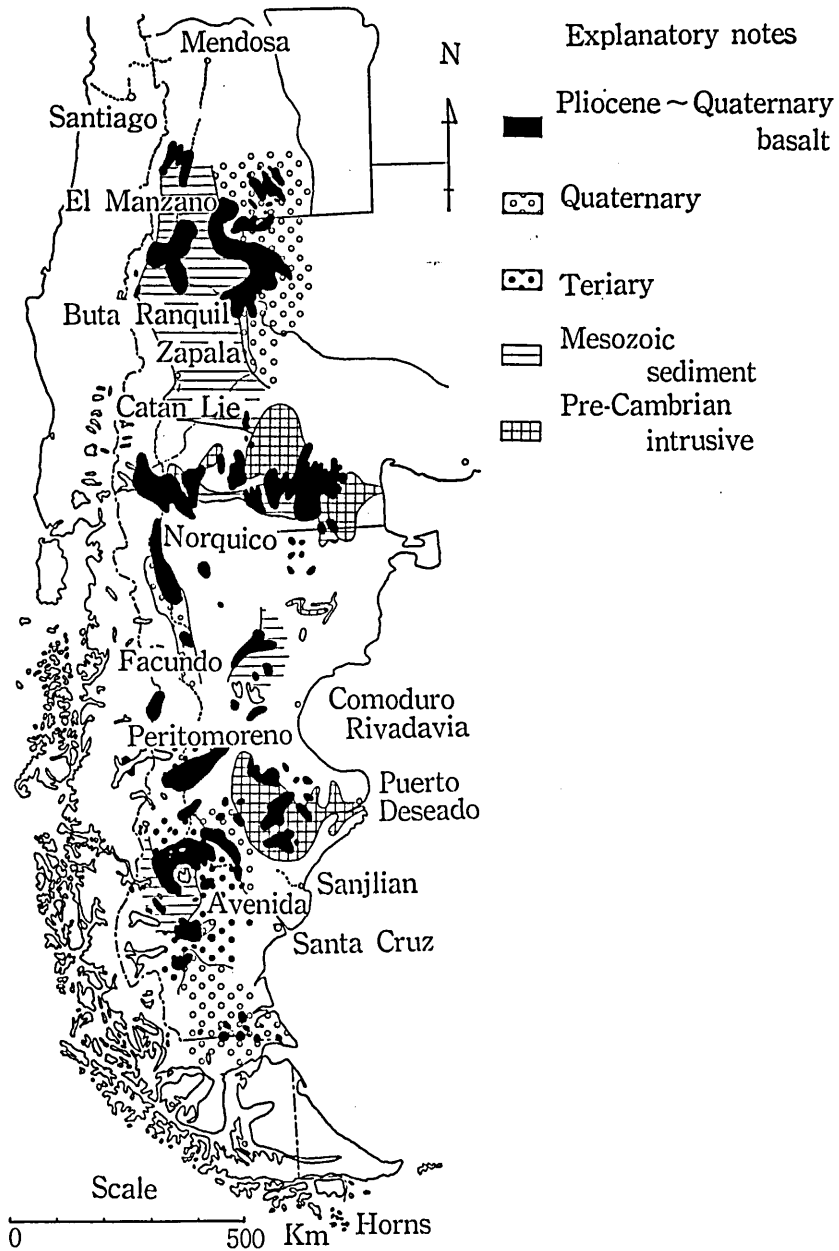 Mendosa
Santiago
El Manzano
Buta Ranquil
Zapala
Catan Lie
Norquico
Facundo
Comoduro
Rivadavia
Peritomoreno
Puerto
Deseado
Sanjlian
Avenida
Santa Cruz
Horns
Scale
0 500 Km
N
Explanatory notes
Pliocene ~ Quaternary
basalt
Quaternary
Teriary
Mesozoic
sediment
Pre-Cambrian
intrusive